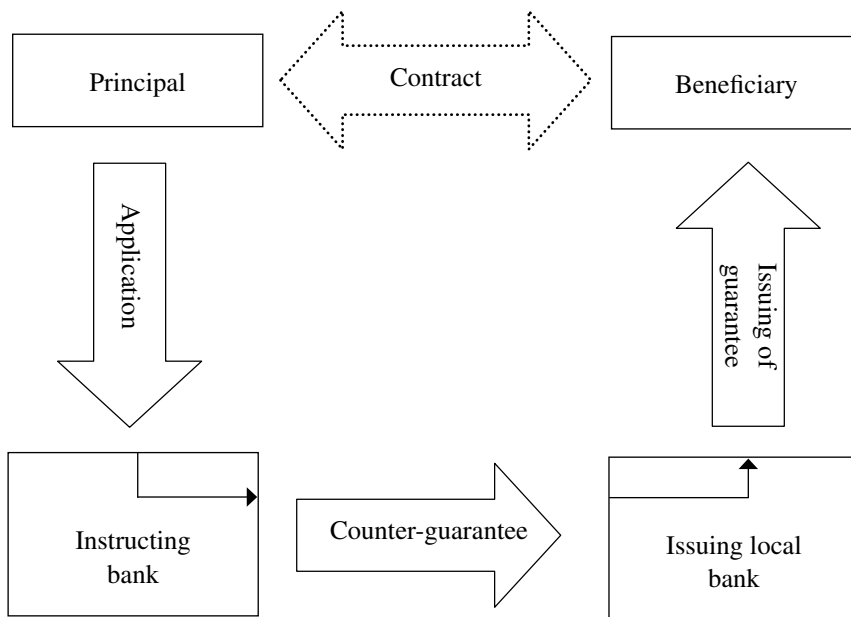 Principal
Contract
Beneficiary
Application
Issuing of
guarantee
Instructing
bank
Counter-guarantee
Issuing local
bank